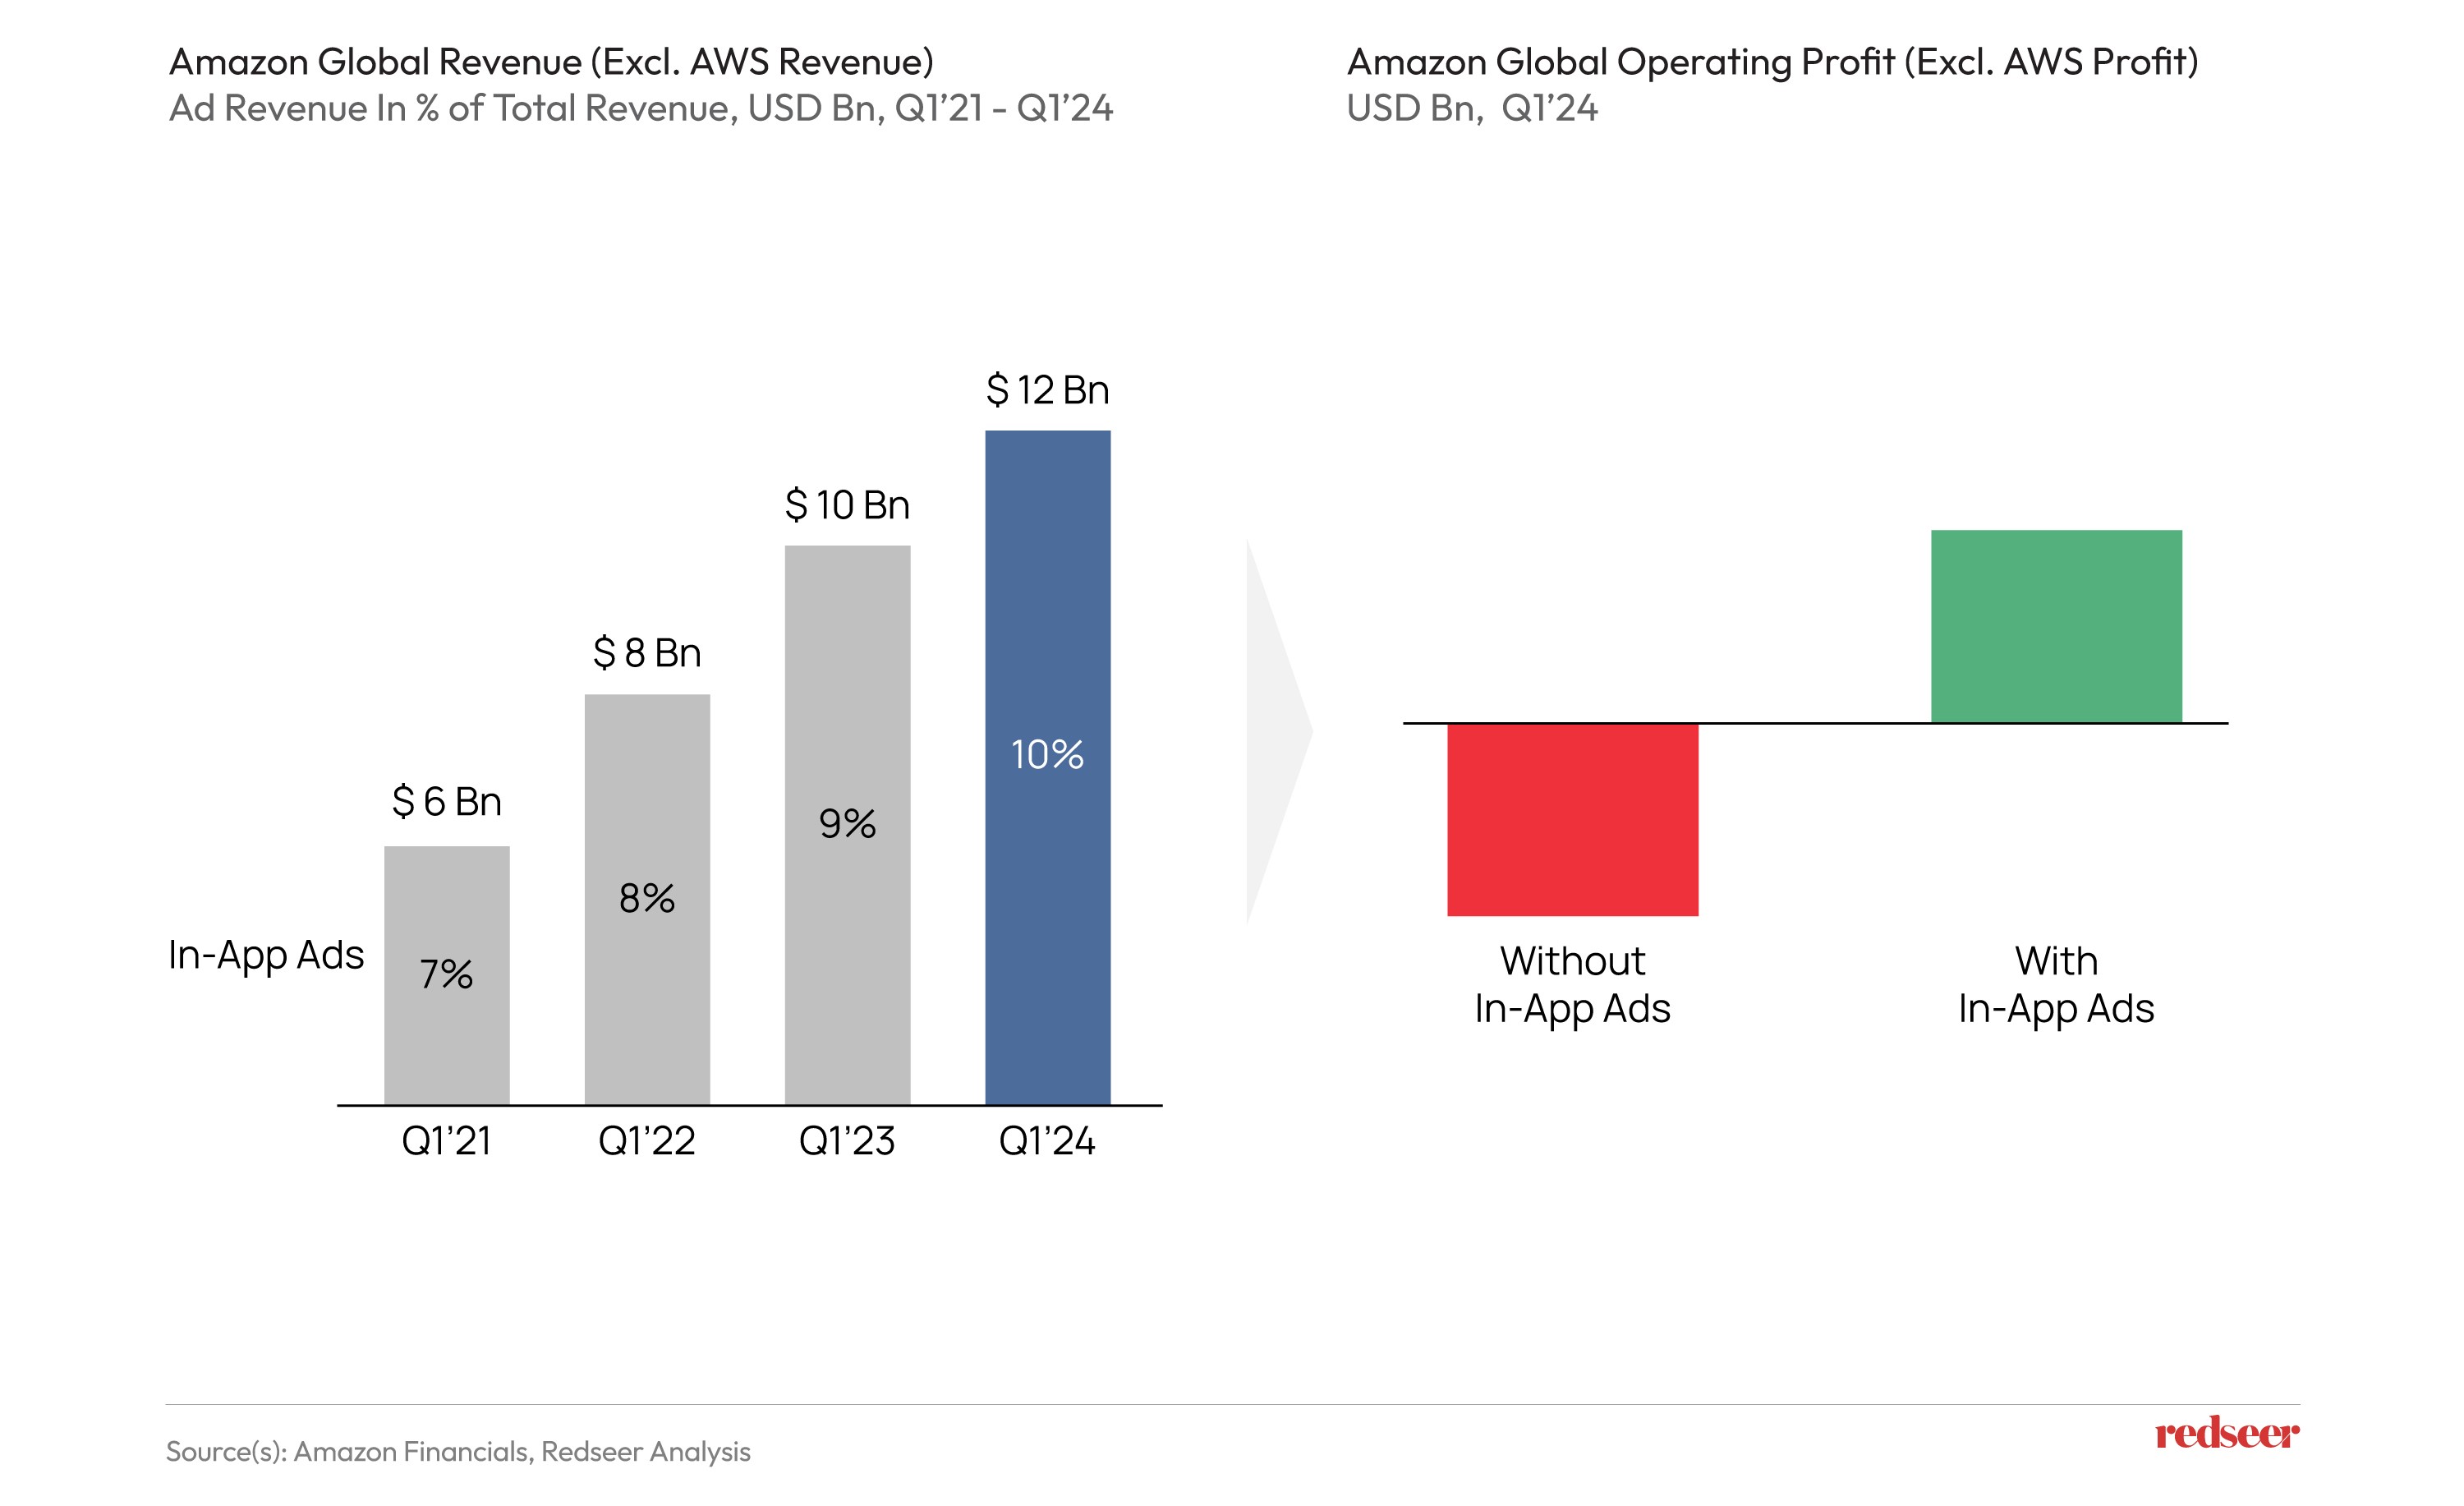 Amazon Global Revenue (Excl. AWS Revenue)
Ad Revenue In % of Total Revenue, USD Bn, Q1’21 - Q1’24
$ 12 Bn
$ 10 Bn
$ 8 Bn
$ 6 Bn
10%
9%
8%
7%
In-App Ads
Q1’21 Q1’22 Q1’23 Q1’24
Amazon Global Operating Profit (Excl. AWS Profit)
USD Bn, Q1’24
Without
In-App Ads
With
In-App Ads
Source(s): Amazon Financials, Redseer Analysis
redseer